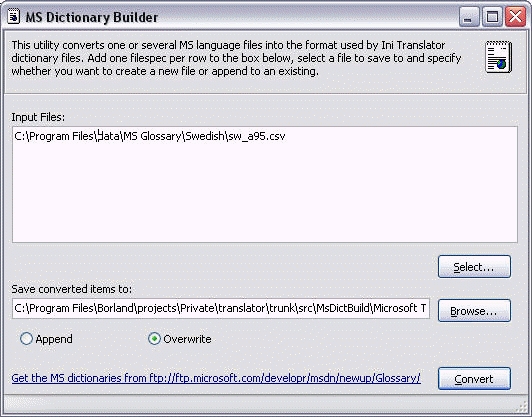 MS Dictionary Builder
This utility converts one or several MS language files into the format used by Ini Translator
dictionary files. Add one filespec per row to the box below, select a file to save to and specify
whether you want to create a new file or append to an existing.
Input Files:
C:\Program Files\data\MS Glossary\Swedish\sw_a95.csv
Select...
Save converted items to:
C:\Program Files\Borland\projects\Private\translator\trunk\src\MsDictBuild\Microsoft T
Browse...
Append
Overwrite
Get the MS dictionaries from ftp://ftp.microsoft.com/developr/msdn/newup/Glossary/
Convert